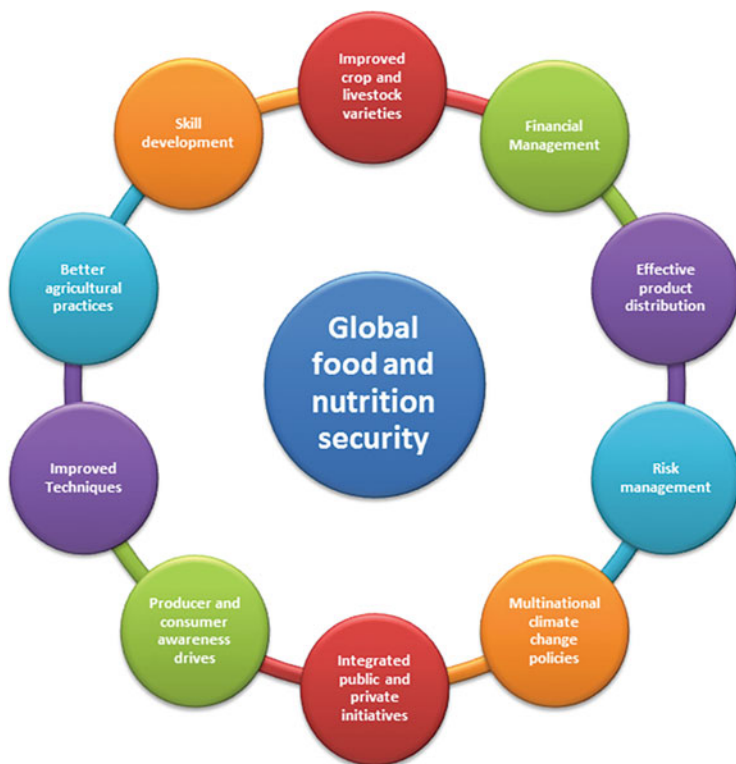 Improved
crop and
livestock
varieties
Financial
Management
Effective
product
distribution
Risk
management
Multinational
climate
change
policies
Integrated
public and
private
initiatives
Producer and
consumer
awareness
drives
Improved
Techniques
Better
agricultural
practices
Skill
development
Global
food and
nutrition
security